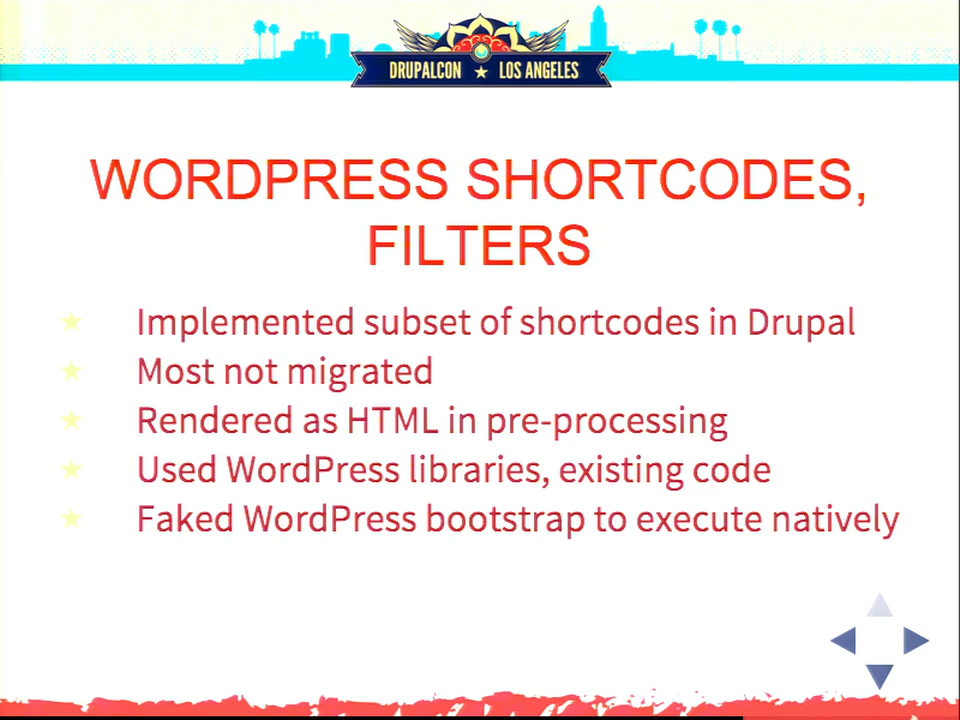 DRUPALCON ★ LOS ANGELES
WORDPRESS SHORTCODES,
FILTERS
★ Implemented subset of shortcodes in Drupal
★ Most not migrated
★ Rendered as HTML in pre-processing
★ Used WordPress libraries, existing code
★ Faked WordPress bootstrap to execute natively